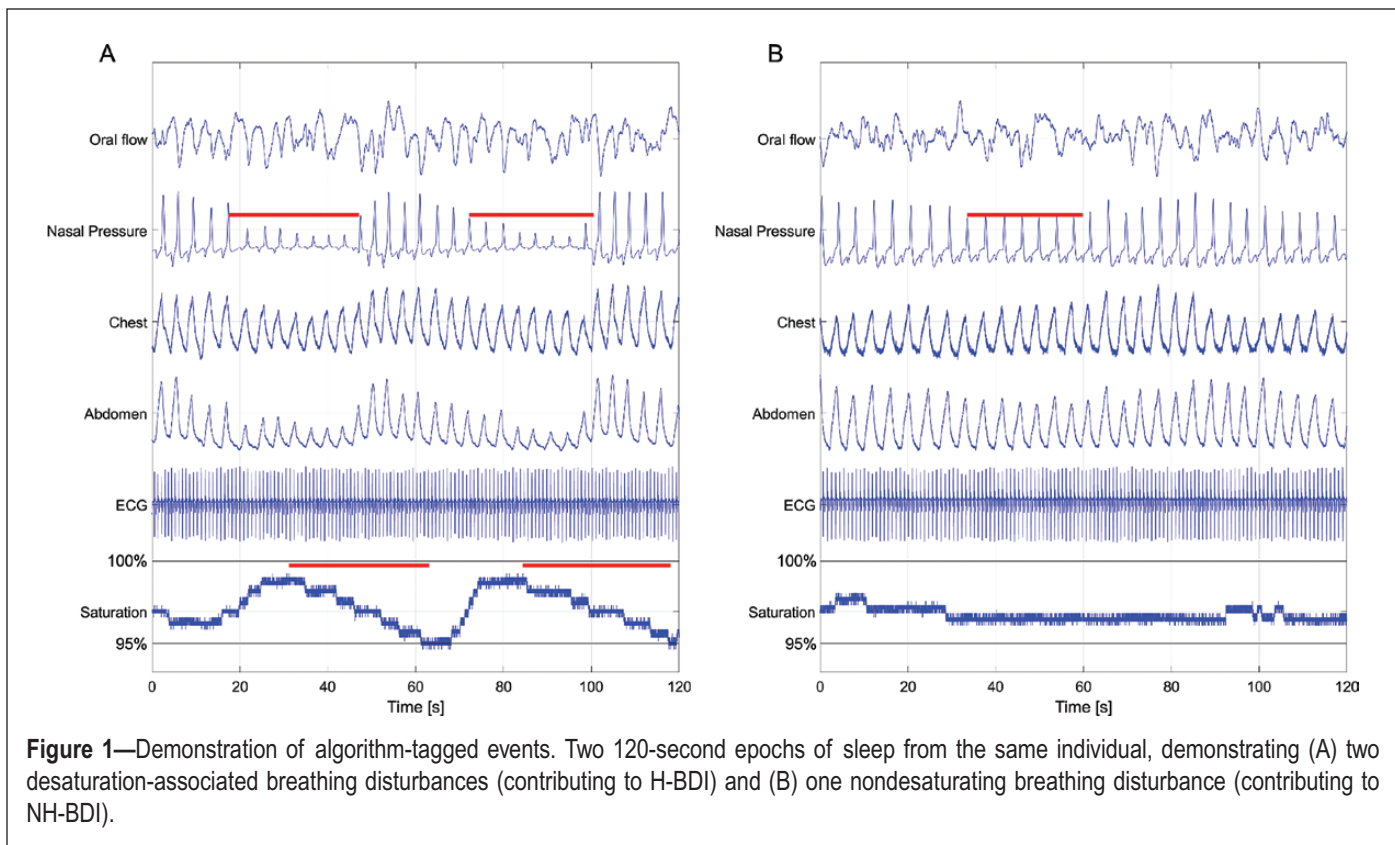 A
Oral flow
Nasal Pressure
Chest
Abdomen
ECG
100%
Saturation
95%
0 20 40 60 80 100 120
Time [s]
B
Oral flow
Nasal Pressure
Chest
Abdomen
ECG
100%
Saturation
95%
0 20 40 60 80 100 120
Time [s]
Figure 1—Demonstration of algorithm-tagged events. Two 120-second epochs of sleep from the same individual, demonstrating (A) two
desaturation-associated breathing disturbances (contributing to H-BDI) and (B) one nondesaturating breathing disturbance (contributing to
NH-BDI).